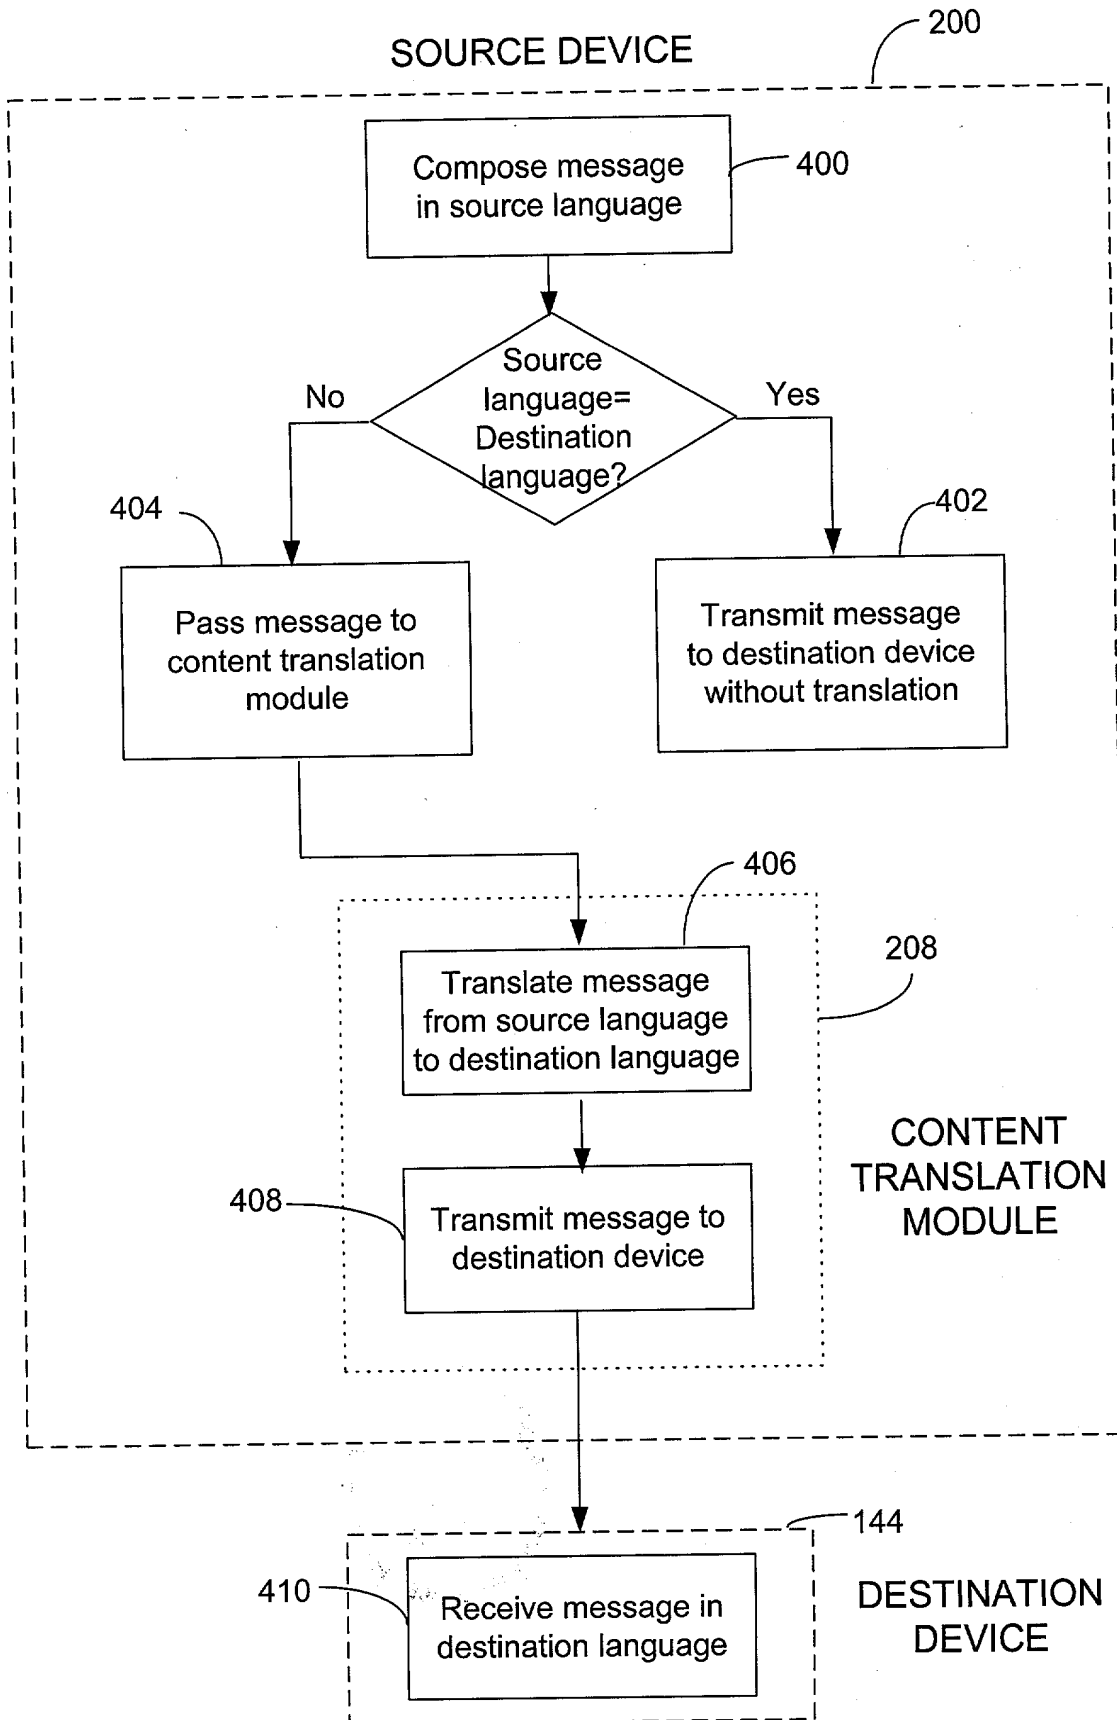 200
SOURCE DEVICE
Compose message
in source language
400
Source
language=
Destination
language?
No
Yes
404
402
Pass message to
content translation
module
Transmit message
to destination device
without translation
406
208
Translate message
from source language
to destination language
CONTENT
TRANSLATION
MODULE
408
Transmit message to
destination device
144
410
Receive message in
destination language
DESTINATION
DEVICE